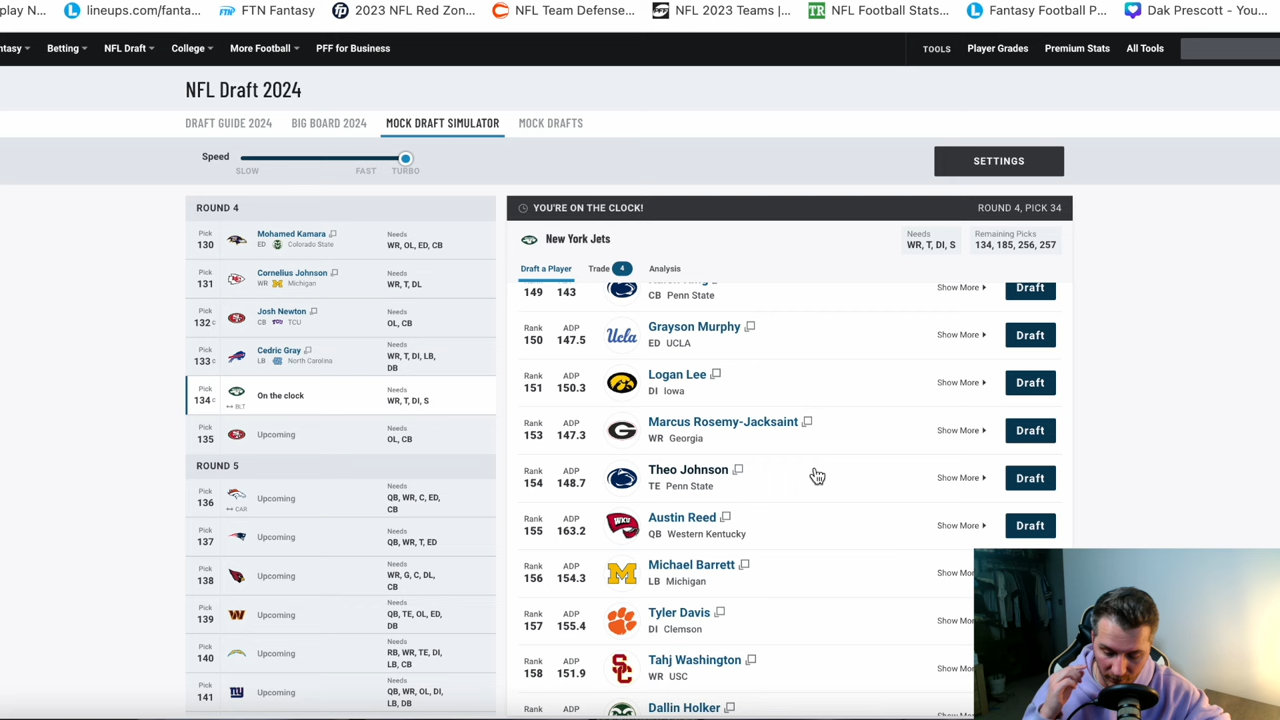 play N...
lineups.com/fanta...
FTN Fantasy
2023 NFL Red Zon...
NFL Team Defense...
NFL 2023 Teams |...
NFL Football Stats...
Fantasy Football P...
Dak Prescott - You...
ntasy
Betting
NFL Draft
College
More Football
PFF for Business
TOOLS
Player Grades
Premium Stats
All Tools
NFL Draft 2024
DRAFT GUIDE 2024
BIG BOARD 2024
MOCK DRAFT SIMULATOR
MOCK DRAFTS
Speed
SLOW
FAST
TURBO
SETTINGS
ROUND 4
Pick
130
Mohamed Kamara
ED Colorado State
Needs
WR, OL, ED, CB
Pick
131
Cornelius Johnson
WR Michigan
Needs
WR, T, DL
Pick
132 c
Josh Newton
CB TCU
Needs
OL, CB
Pick
133 c
Cedric Gray
LB North Carolina
Needs
WR, T, DI, LB,
DB
Pick
134 c
↔ BLT
On the clock
Needs
WR, T, DI, S
Pick
135
Upcoming
Needs
OL, CB
ROUND 5
Pick
136
↔ CAR
Upcoming
Needs
QB, WR, C, ED,
CB
Pick
137
Upcoming
Needs
QB, WR, T, ED
Pick
138
Upcoming
Needs
WR, G, C, DL,
CB
Pick
139
Upcoming
Needs
QB, TE, OL, ED,
DB
Pick
140
Upcoming
Needs
RB, WR, TE, DI,
LB, CB
Pick
141
Upcoming
Needs
QB, WR, OL, DI,
LB, DB
YOU'RE ON THE CLOCK!
ROUND 4, PICK 34
New York Jets
Needs
WR, T, DI, S
Remaining Picks
134, 185, 256, 257
Draft a Player
Trade 4
Analysis
149
143
CB Penn State
Show More
Draft
Rank
150
ADP
147.5
Ucla
Grayson Murphy
ED UCLA
Show More
Draft
Rank
151
ADP
150.3
Logan Lee
DI Iowa
Show More
Draft
Rank
153
ADP
147.3
Marcus Rosemy-Jacksaint
WR Georgia
Show More
Draft
Rank
154
ADP
148.7
Theo Johnson
TE Penn State
Show More
Draft
Rank
155
ADP
163.2
WKU
Austin Reed
QB Western Kentucky
Show More
Draft
Rank
156
ADP
154.3
Michael Barrett
LB Michigan
Show Mor
Rank
157
ADP
155.4
Tyler Davis
DI Clemson
Show Mor
Rank
158
ADP
151.9
Tahj Washington
WR USC
Show Mor
Rank
ADP
Dallin Holker